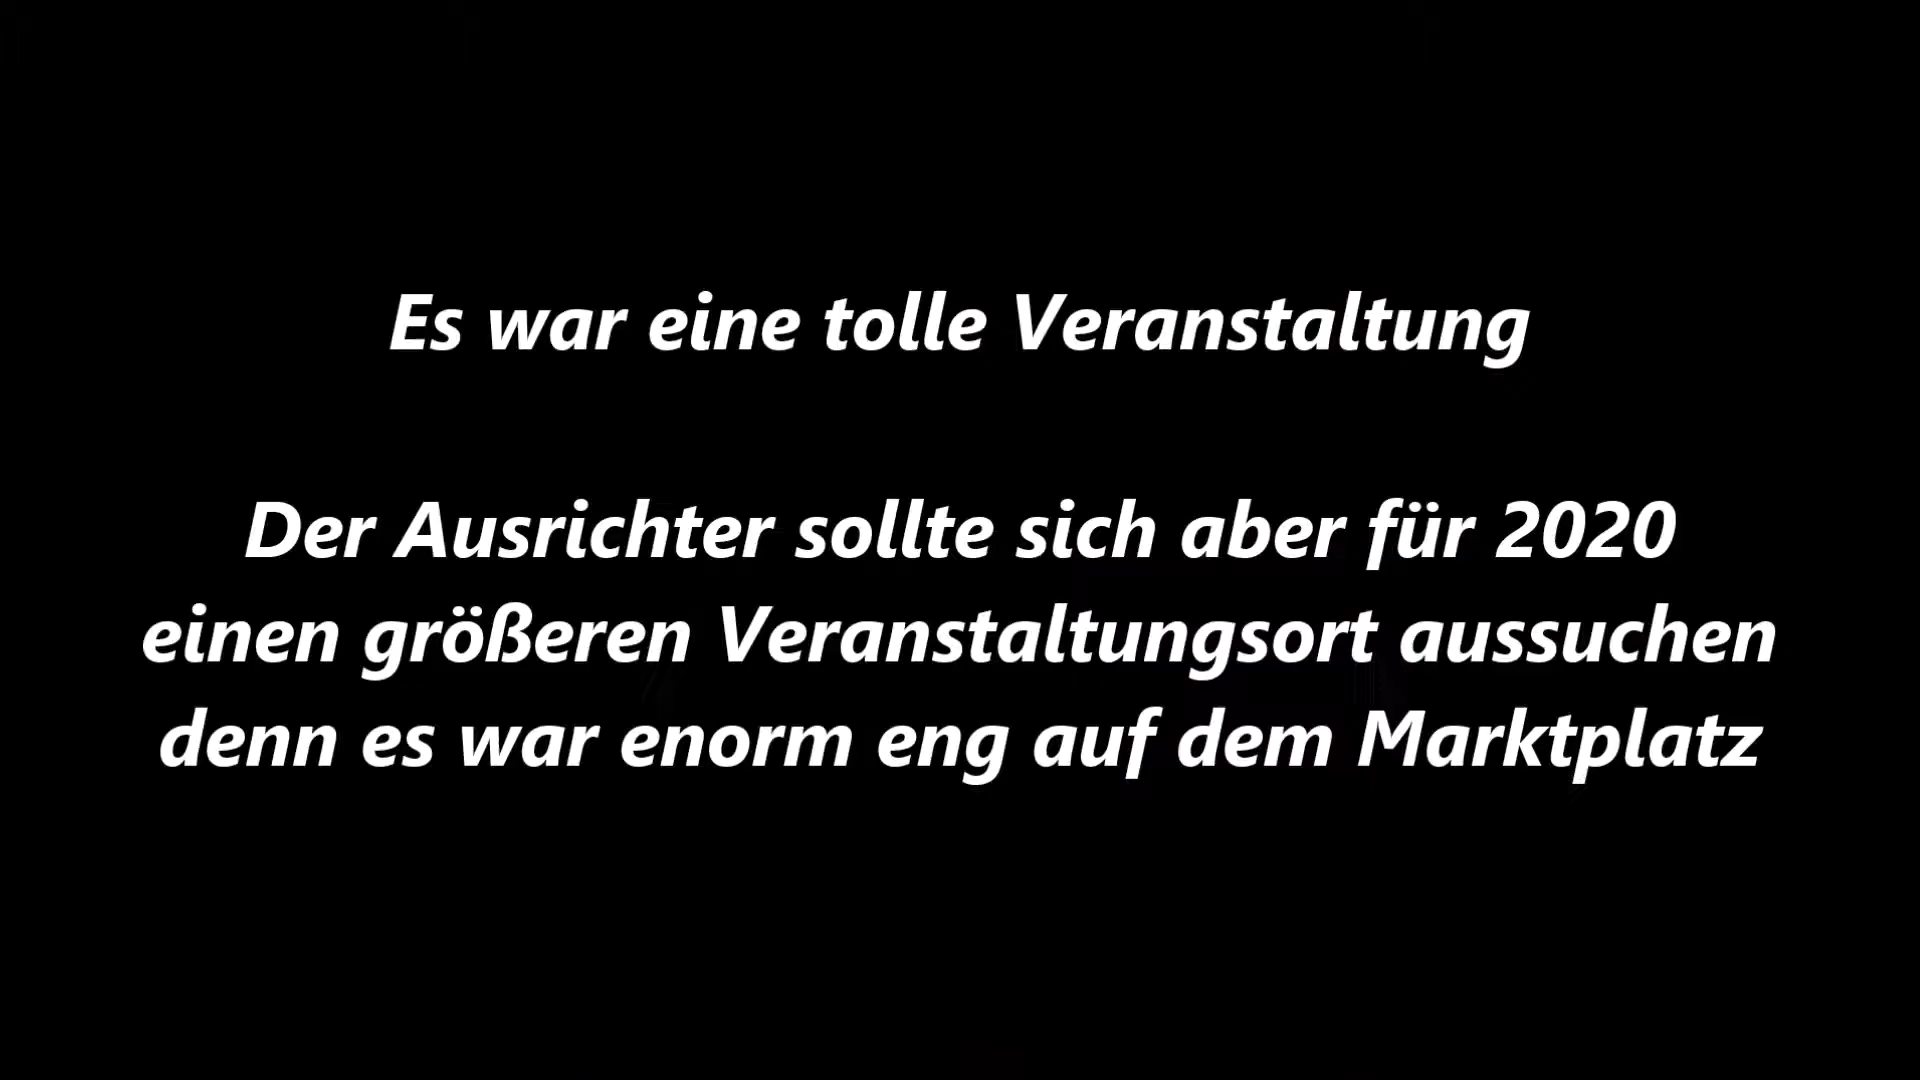 Es war eine tolle Veranstaltung
Der Ausrichter sollte sich aber für 2020
einen größeren Veranstaltungsort aussuchen
denn es war enorm eng auf dem Marktplatz